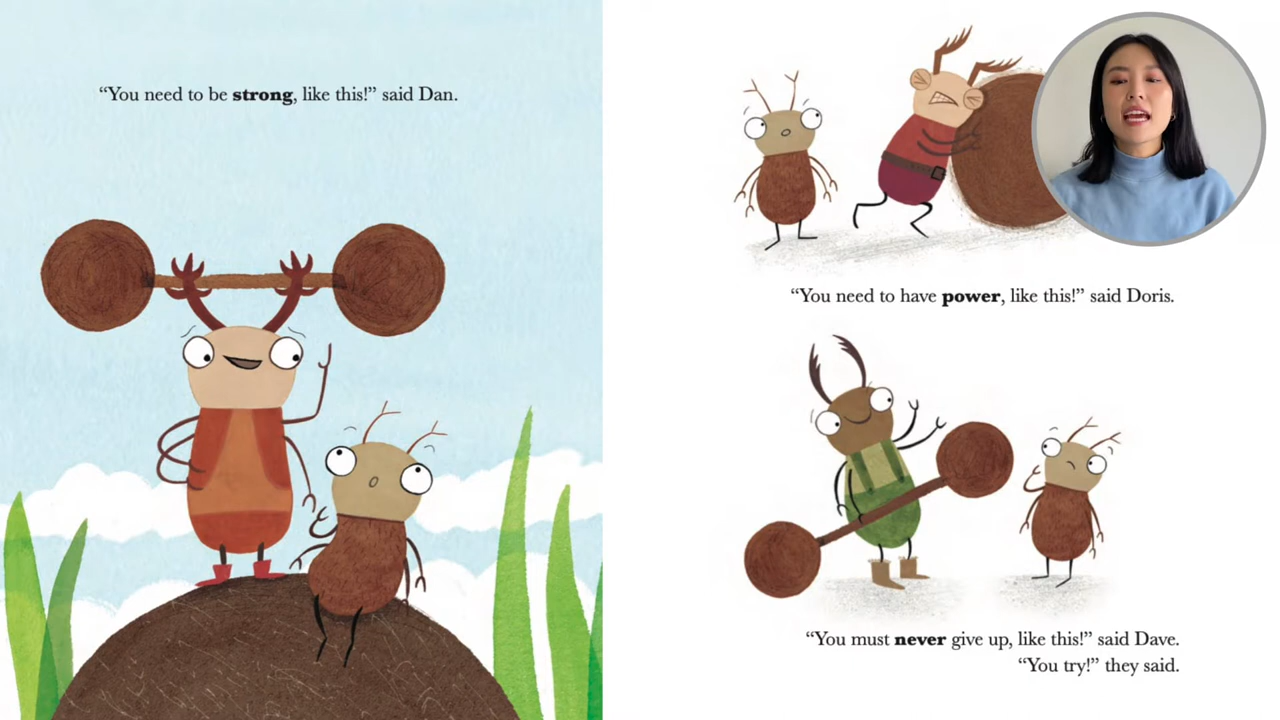 “You need to be strong, like this!” said Dan.
“You need to have power, like this!” said Doris.
“You must never give up, like this!” said Dave.
“You try!” they said.